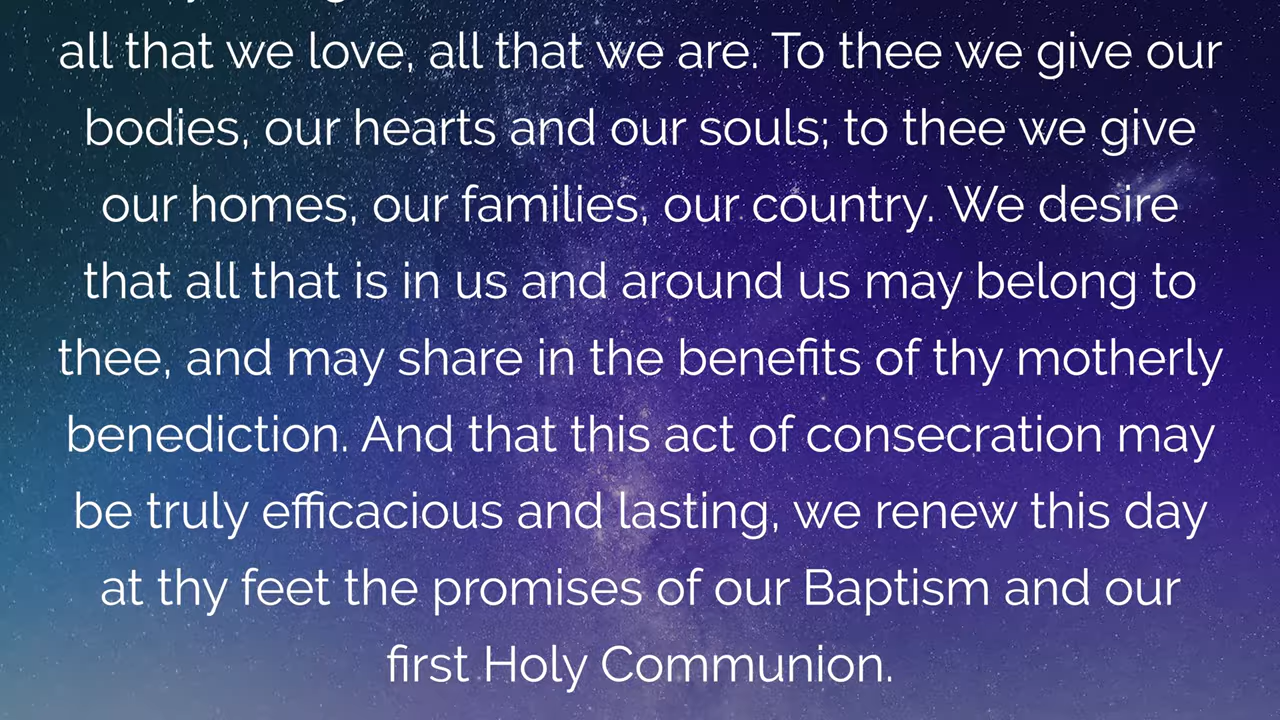 all that we love, all that we are. To thee we give our
bodies, our hearts and our souls; to thee we give
our homes, our families, our country. We desire
that all that is in us and around us may belong to
thee, and may share in the benefits of thy motherly
benediction. And that this act of consecration may
be truly efficacious and lasting, we renew this day
at thy feet the promises of our Baptism and our
first Holy Communion.